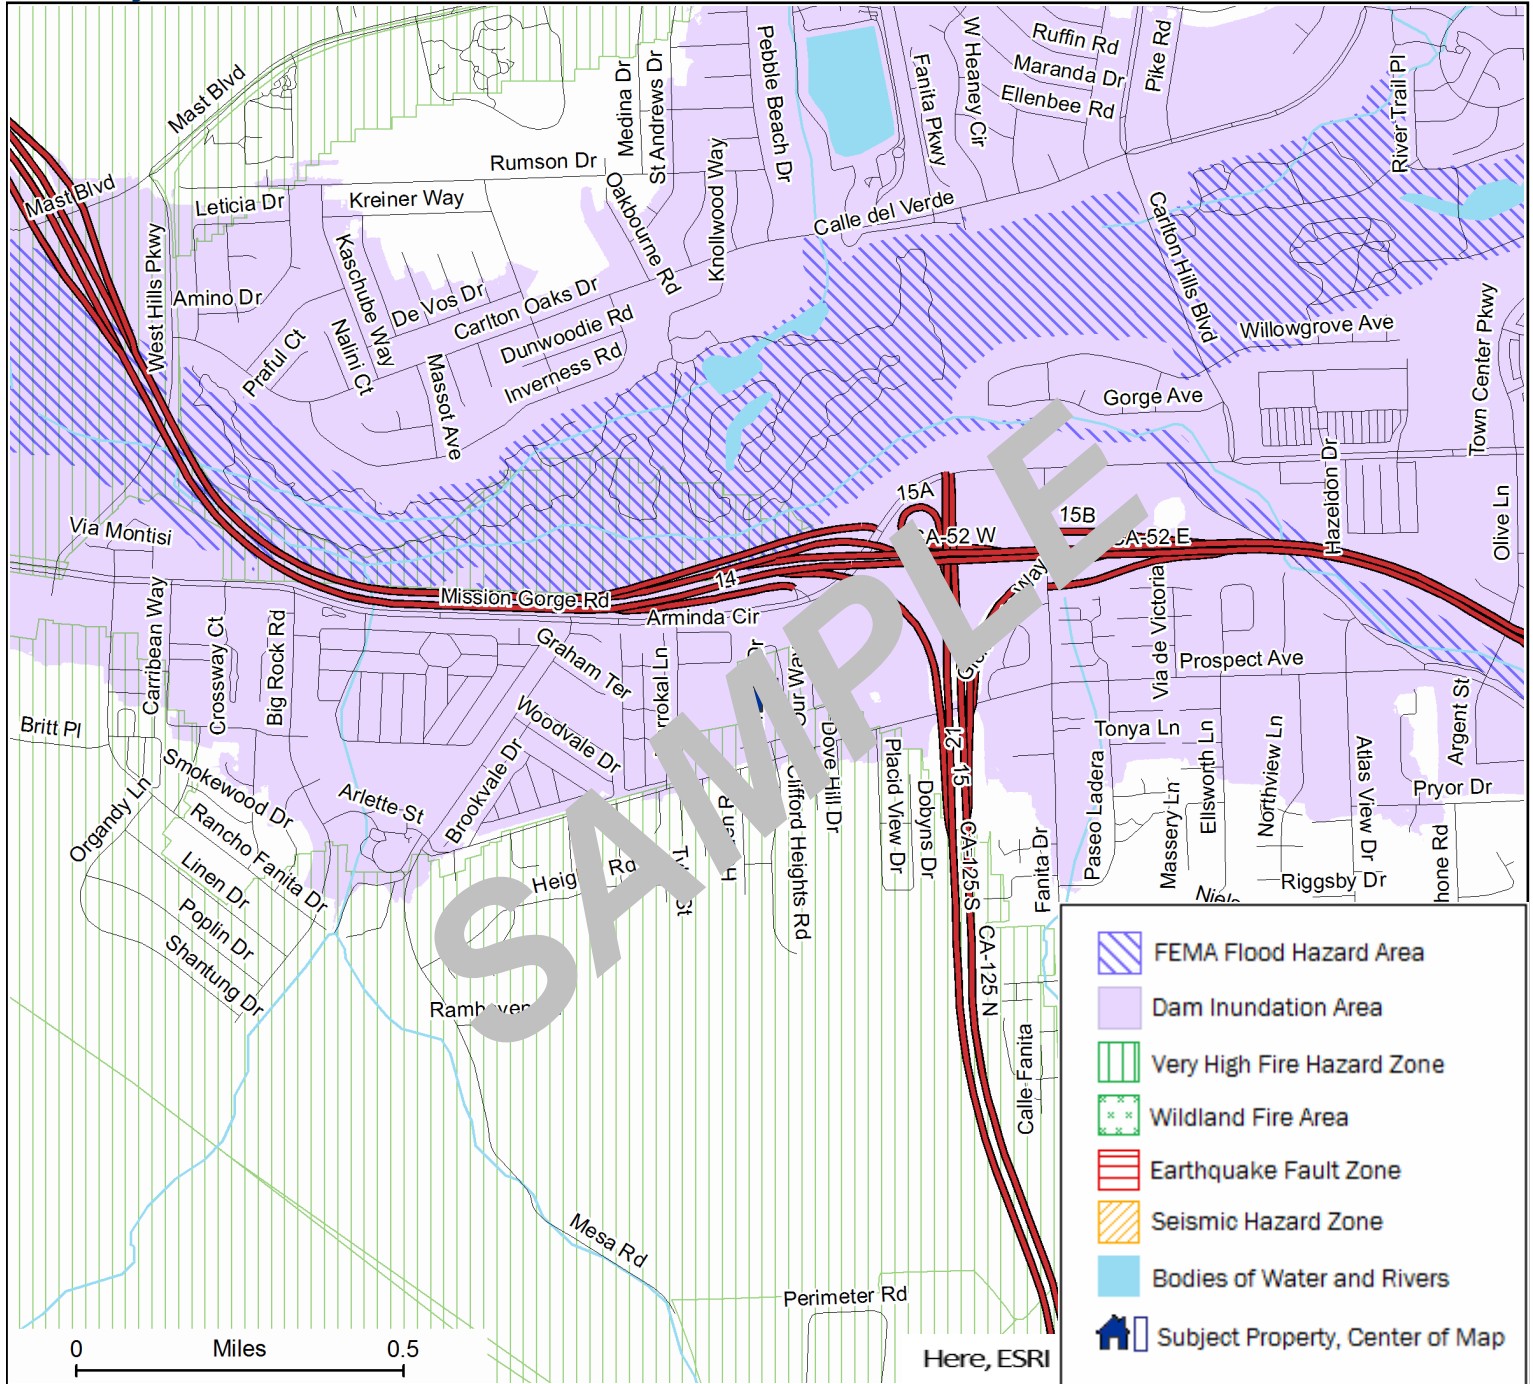 Mast Blvd
Medina Dr
St Andrews Dr
Pebble Beach Dr
Fanita Pkwy
W Heaney Cir
Ruffin Rd
Maranda Dr
Ellenbee Rd
Pike Rd
River Trail Pl
Mast Blvd
Leticia Dr
Rumson Dr
Kreiner Way
Oakbourne Rd
Knollwood Way
Calle del Verde
Carlton Hills Blvd
West Hills Pkwy
Amino Dr
Kaschube Way
De Vos Dr
Carlton Oaks Dr
Dunwoodie Rd
Inverness Rd
Praful Ct
Nalini Ct
Massot Ave
Willowgrove Ave
Gorge Ave
Town Center Pkwy
Hazeldon Dr
Olive Ln
Via Montisi
15A
15B
CA-52 W
CA-52 E
14
Mission Gorge Rd
Arminda Cir
Way
Caribbean Way
Crossway Ct
Big Rock Rd
Graham Ter
Woodvale Dr
Via de Victoria
Prospect Ave
Britt Pl
Smokewood Dr
Organdy Ln
Rancho Fanita Dr
Linen Dr
Poplin Dr
Shantung Dr
Arlette St
Brookvale Dr
Dove Hill Dr
Clifford Heights Rd
Placid View Dr
Dobyns Dr
12
15
CA-125 S
CA-125 N
Tonya Ln
Paseo Ladera
Massery Ln
Ellsworth Ln
Northview Ln
Atlas View Dr
Argent St
Pryor Dr
Riggsby Dr
Fanita Dr
Rd
Calle Fanita
Mesa Rd
Perimeter Rd
SAMPLE
FEMA Flood Hazard Area
Dam Inundation Area
Very High Fire Hazard Zone
Wildland Fire Area
Earthquake Fault Zone
Seismic Hazard Zone
Bodies of Water and Rivers
Subject Property, Center of Map
0 Miles 0.5
Here, ESRI